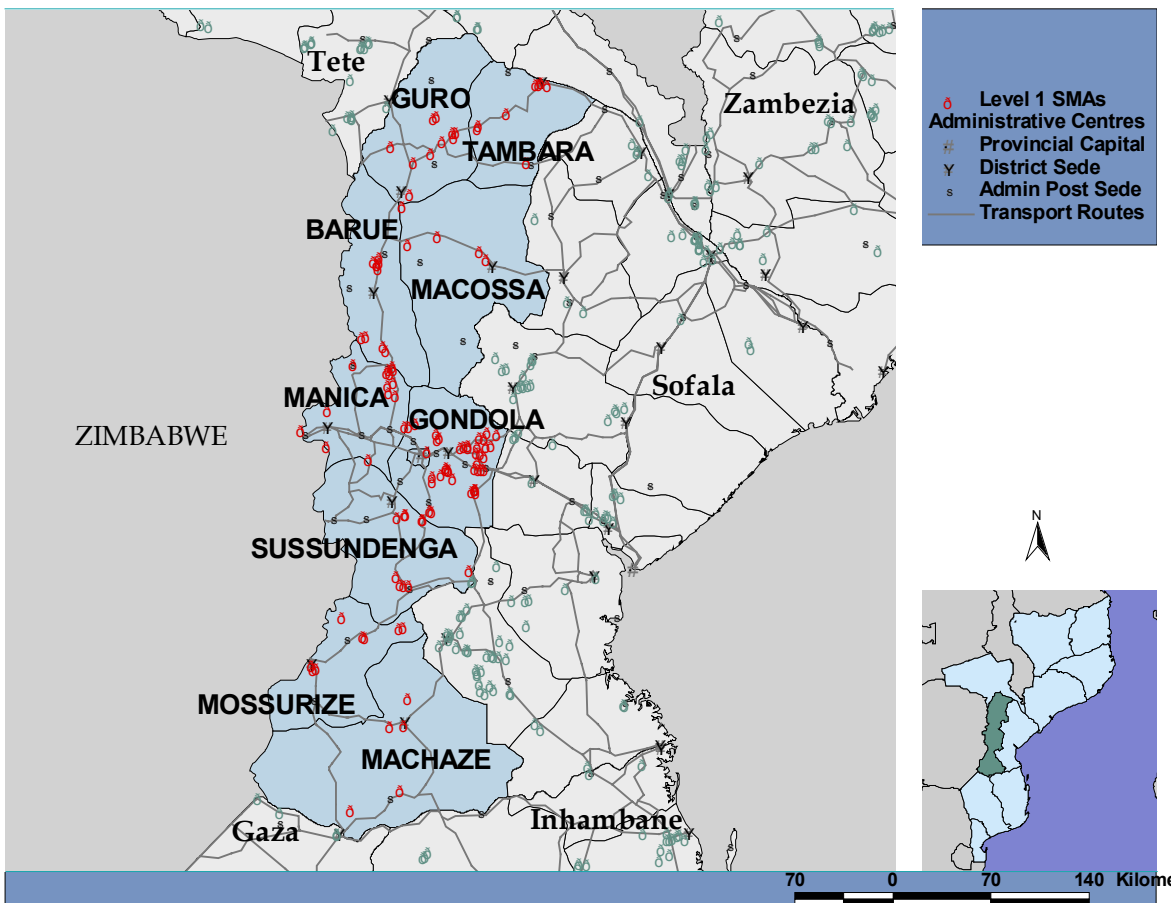 Tete
GURO
Zambezia
TAMBARA
BARUE
MACOSSA
Sofala
MANICA
GONDOLA
ZIMBABWE
SUSSUNDENGA
MOSSURIZE
MACHAZE
Gaza
Inhambane
Level 1 SMAs
Administrative Centres
Provincial Capital
District Sede
Admin Post Sede
Transport Routes
N
70 0 70 140 Kilome